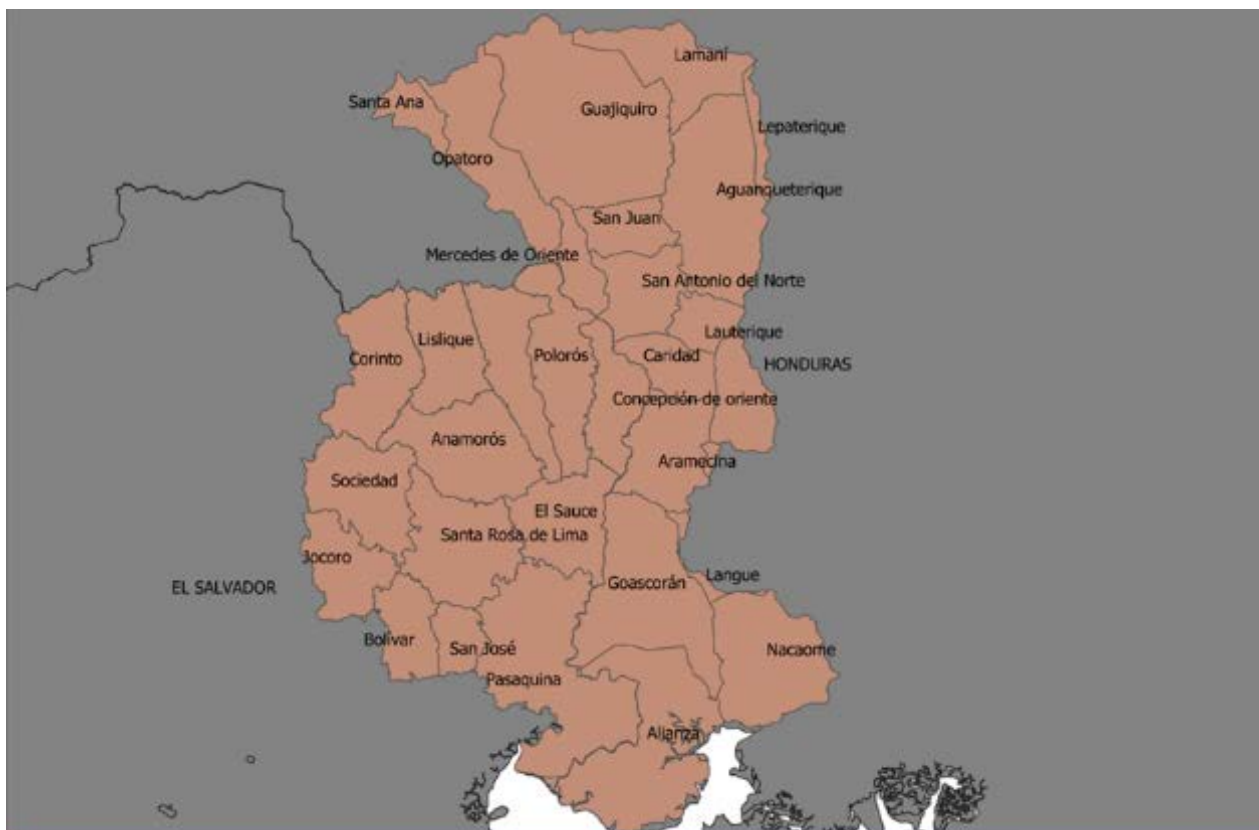 Lamaní
Santa Ana
Guajiquiro
Lepaterique
Opatoro
Aguanqueterique
San Juan
Mercedes de Oriente
San Antonio del Norte
Lauterique
Lislique
Corinto
Polorós
Caridad
HONDURAS
Concepción de oriente
Anamorós
Aramecina
Sociedad
El Sauce
Santa Rosa de Lima
Jocoro
Langue
Goascorán
EL SALVADOR
Bolívar
San José
Nacaome
Pasaquina
Alianza